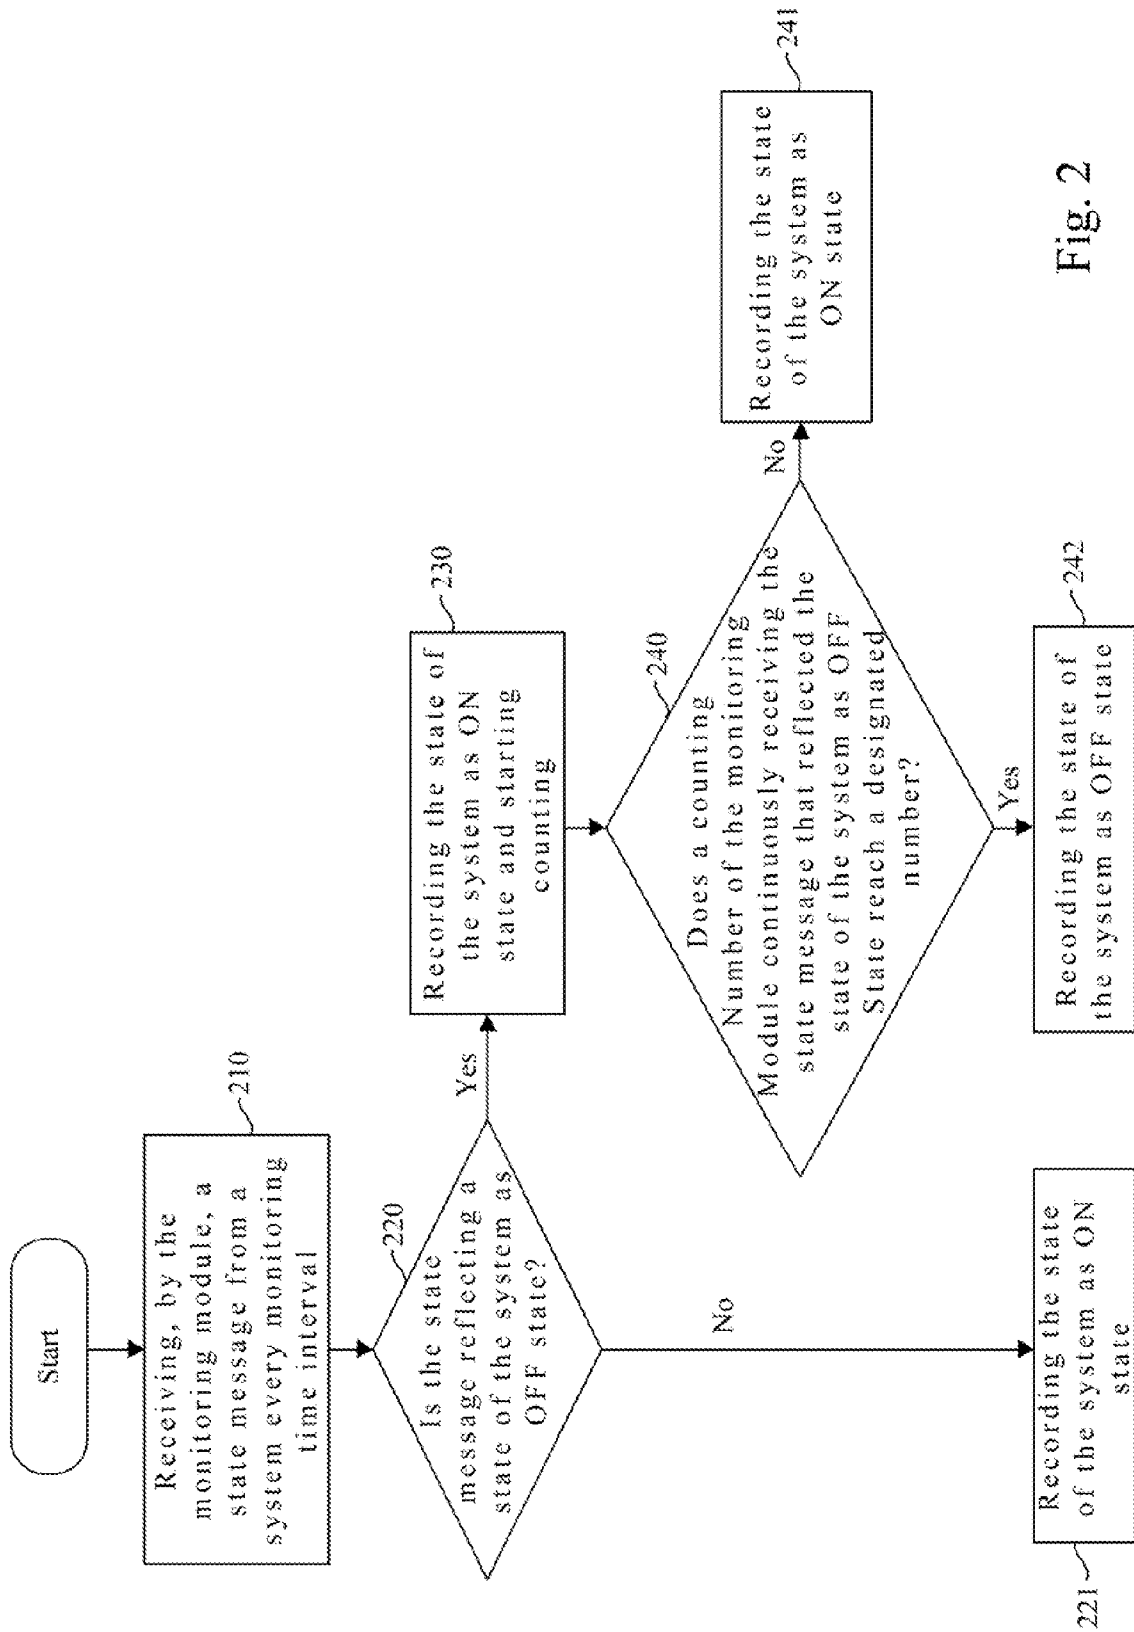 Start
Receiving, by the
monitoring module, a
state message from a
system every monitoring
time interval
210
Is the state
message reflecting a
state of the system as
OFF state?
220
Yes
No
Recording the state of
the system as ON
state and starting
counting
230
Does a counting
Number of the monitoring
Module continuously receiving the
state message that reflected the
state of the system as OFF
State reach a designated
number?
240
No
Yes
Recording the state
of the system as
ON state
241
Recording the state of
the system as OFF state
242
Recording the state
of the system as ON
state
221
Fig. 2